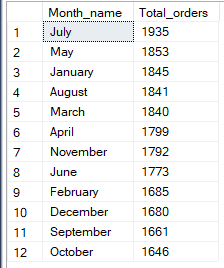 Month_name Total_orders
1 July 1935
2 May 1853
3 January 1845
4 August 1841
5 March 1840
6 April 1799
7 November 1792
8 June 1773
9 February 1685
10 December 1680
11 September 1661
12 October 1646